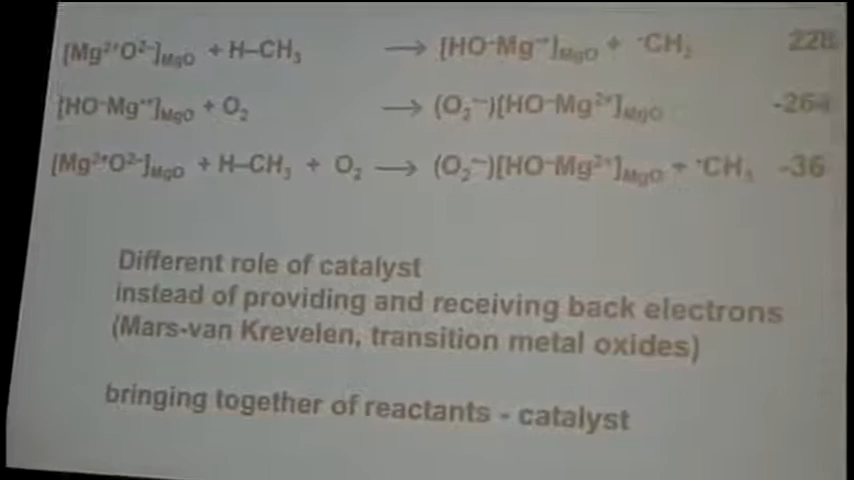 [Mg²⁺O²⁻]MgO + H–CH₃ → [HO⁻Mg⁺]MgO + ·CH₃ 228
[HO⁻Mg⁺]MgO + O₂ → (O₂⁻)[HO⁻Mg²⁺]MgO -264
[Mg²⁺O²⁻]MgO + H–CH₃ + O₂ → (O₂⁻)[HO⁻Mg²⁺]MgO + ·CH₃ -36
Different role of catalyst
instead of providing and receiving back electrons
(Mars-van Krevelen, transition metal oxides)
bringing together of reactants - catalyst